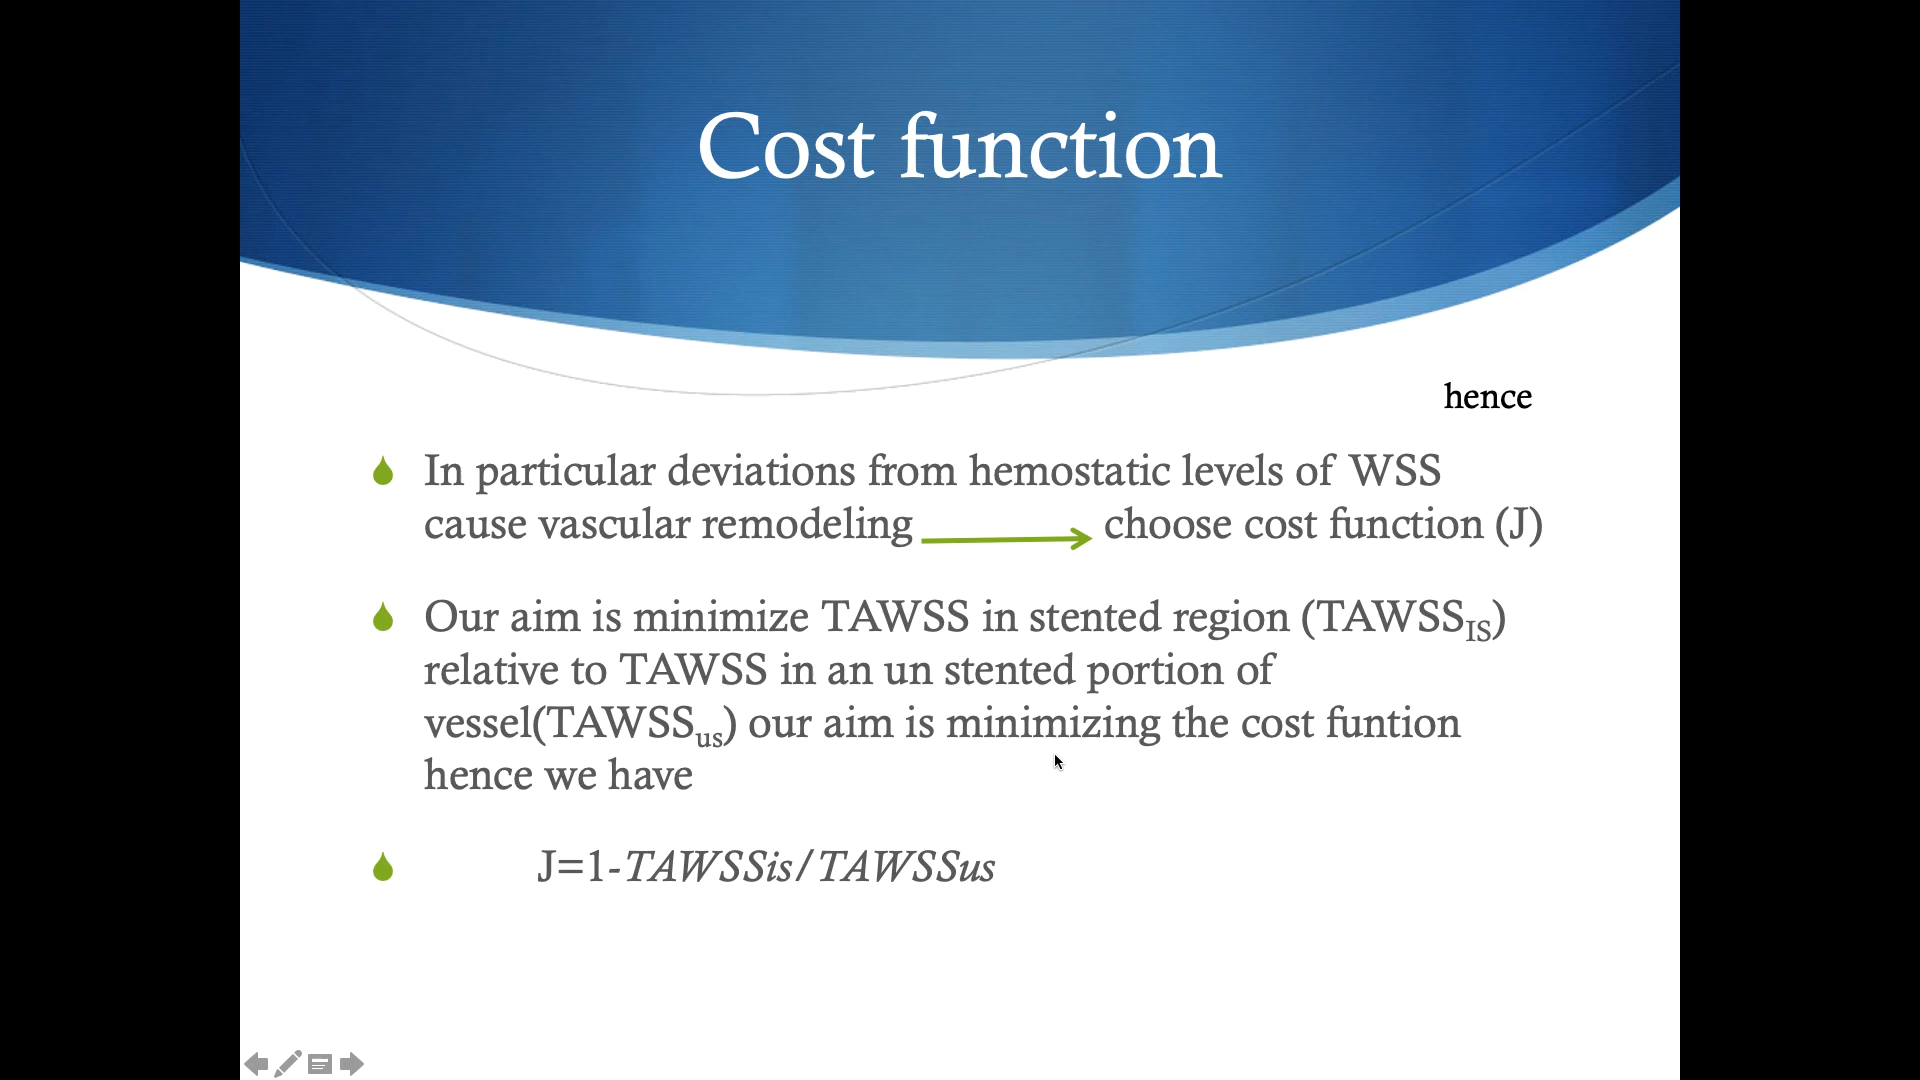 Cost function
hence
In particular deviations from hemostatic levels of WSS
cause vascular remodeling choose cost function (J)
Our aim is minimize TAWSS in stented region (TAWSSIS)
relative to TAWSS in an un stented portion of
vessel(TAWSSus) our aim is minimizing the cost funtion
hence we have
J=1-TAWSSis/TAWSSus